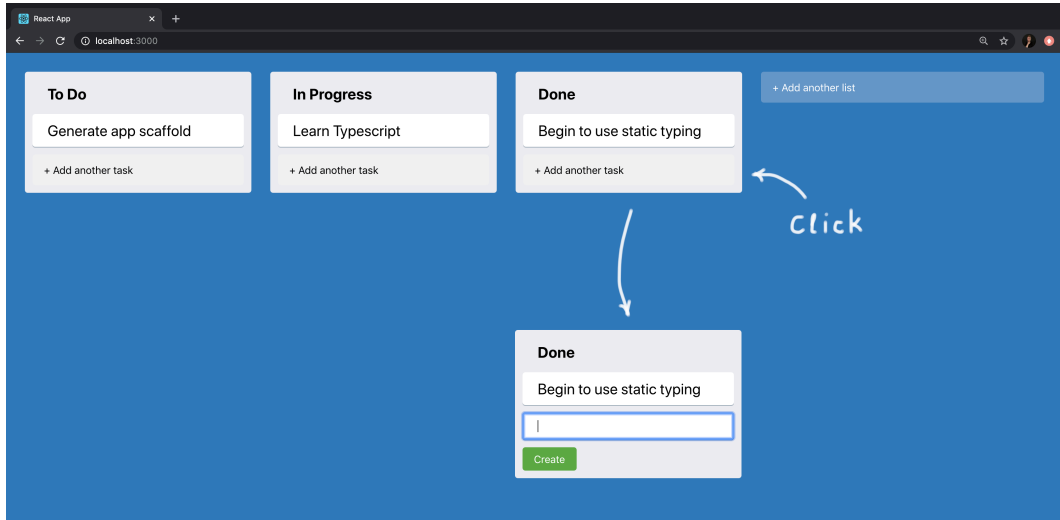 React App
localhost:3000
To Do
Generate app scaffold
+ Add another task
In Progress
Learn Typescript
+ Add another task
Done
Begin to use static typing
+ Add another task
+ Add another list
Click
Done
Begin to use static typing
Create